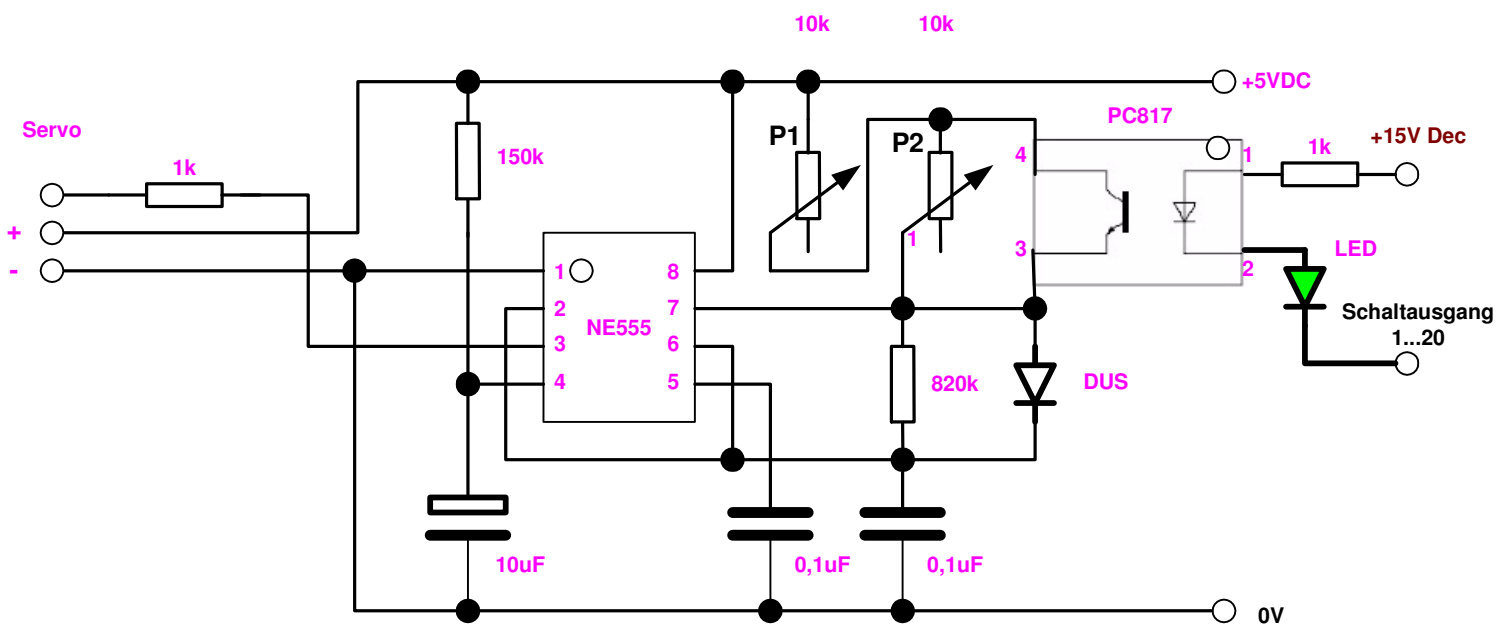 10k 10k
+5VDC
PC817
Servo
P1
P2
+15V Dec
1k
150k
4
1
1k
+
1
3
LED
-
1
8
2
2
7
NE555
Schaltausgang
1...20
3
6
4
5
820k
DUS
10uF
0,1uF
0,1uF
0V